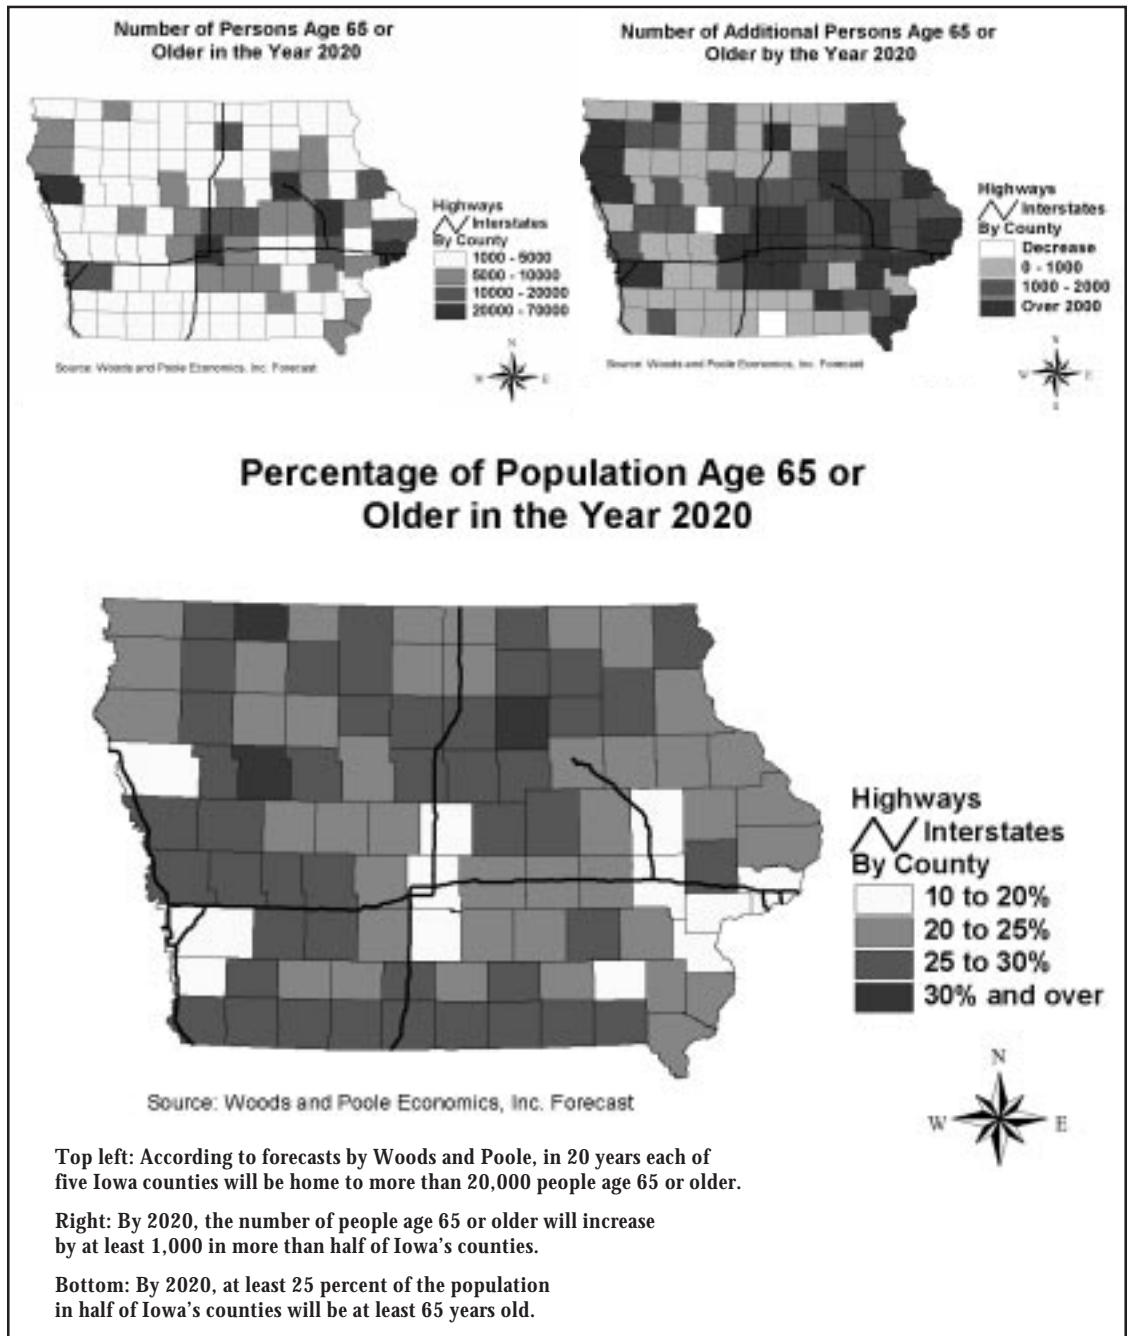 Number of Persons Age 65 or
Older in the Year 2020
Highways
Interstates
By County
1000 - 5000
5000 - 10000
10000 - 20000
20000 - 70000
N
W E
Source: Woods and Poole Economics, Inc. Forecast
Number of Additional Persons Age 65 or
Older by the Year 2020
Highways
Interstates
By County
Decrease
0 - 1000
1000 - 2000
Over 2000
N
W E
S
Source: Woods and Poole Economics, Inc. Forecast
Percentage of Population Age 65 or
Older in the Year 2020
Highways
Interstates
By County
10 to 20%
20 to 25%
25 to 30%
30% and over
N
W E
Source: Woods and Poole Economics, Inc. Forecast
Top left: According to forecasts by Woods and Poole, in 20 years each of
five Iowa counties will be home to more than 20,000 people age 65 or older.
Right: By 2020, the number of people age 65 or older will increase
by at least 1,000 in more than half of Iowa's counties.
Bottom: By 2020, at least 25 percent of the population
in half of Iowa's counties will be at least 65 years old.